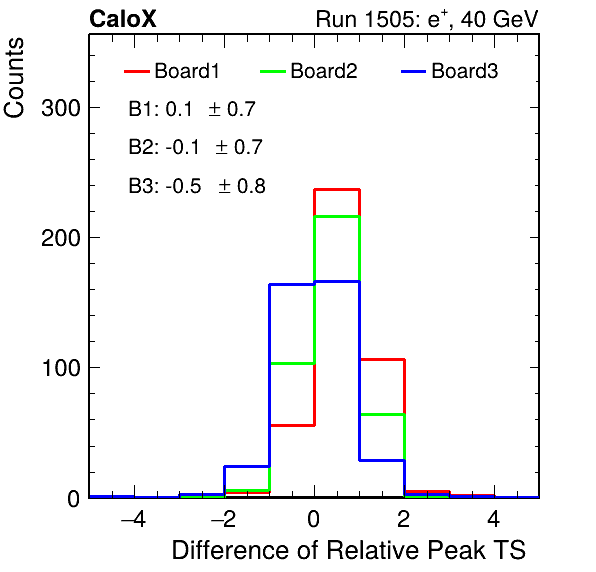 CaloX Run 1505: e⁺, 40 GeV
Counts
Board1 Board2 Board3
B1: 0.1 ± 0.7
B2: -0.1 ± 0.7
B3: -0.5 ± 0.8
300
200
100
0
−4 −2 0 2 4
Difference of Relative Peak TS